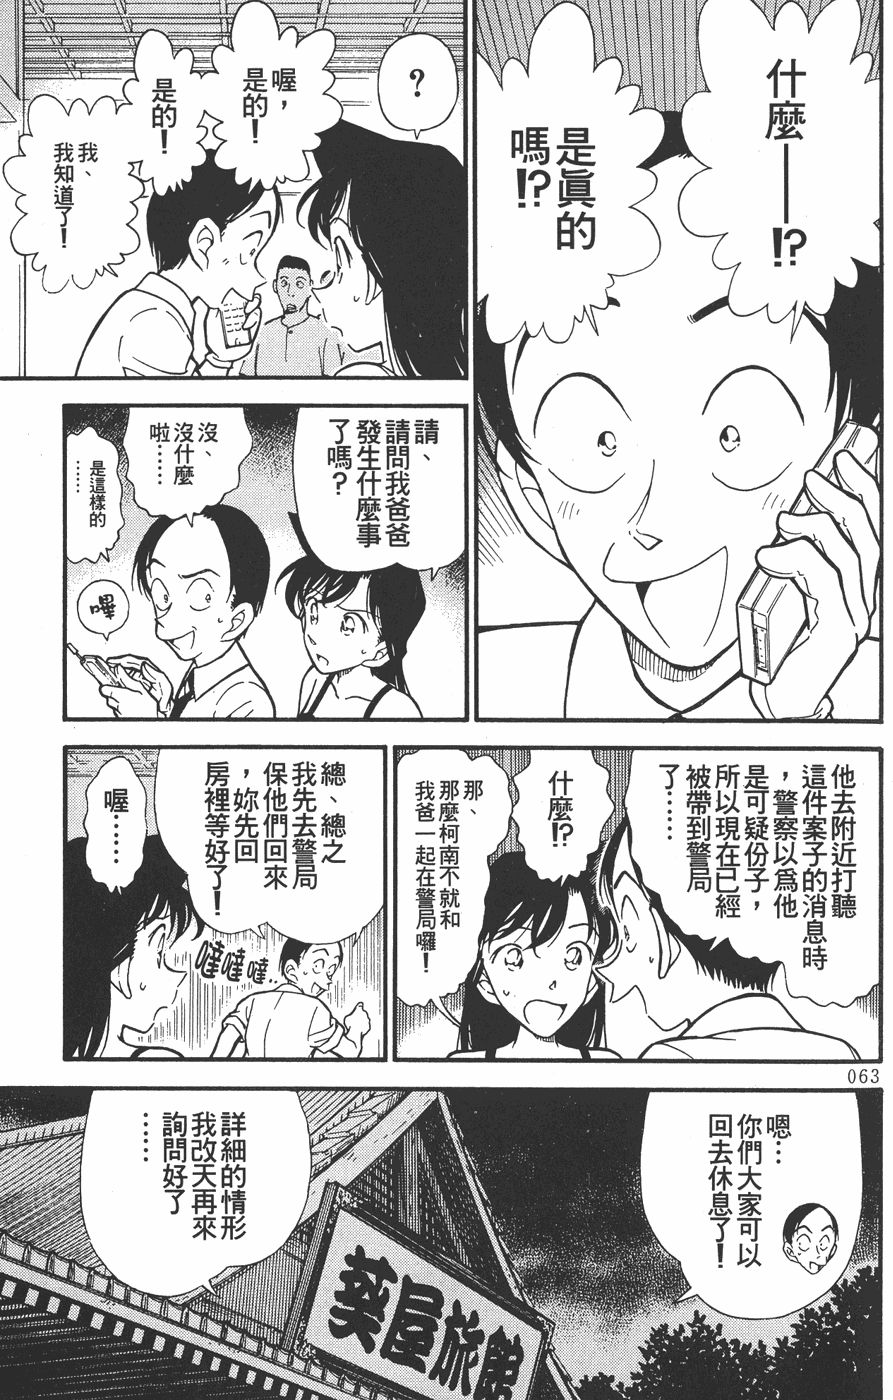 什麼——!?
是真的
嗎!?
?
喔，
是的！
是的！
我、
我知道了！
請、
請問我爸爸
發生什麼事
了嗎？
沒、
沒什麼
啦……
是這樣的
……
嗶
他去附近打聽
這件案子的消息時
，警察以為他
是可疑份子，
所以現在已經
被帶到警局
了……
什麼!?
那、
那麼柯南不就和
我爸一起在警局囉！
總、總之
我先去警局
保他們回來
，妳先回
房裡等好了！
噠噠噠‥
喔……
063
嗯…
你們大家可以
回去休息了！
詳細的情形
我改天再來
詢問好了
……
葵屋旅館